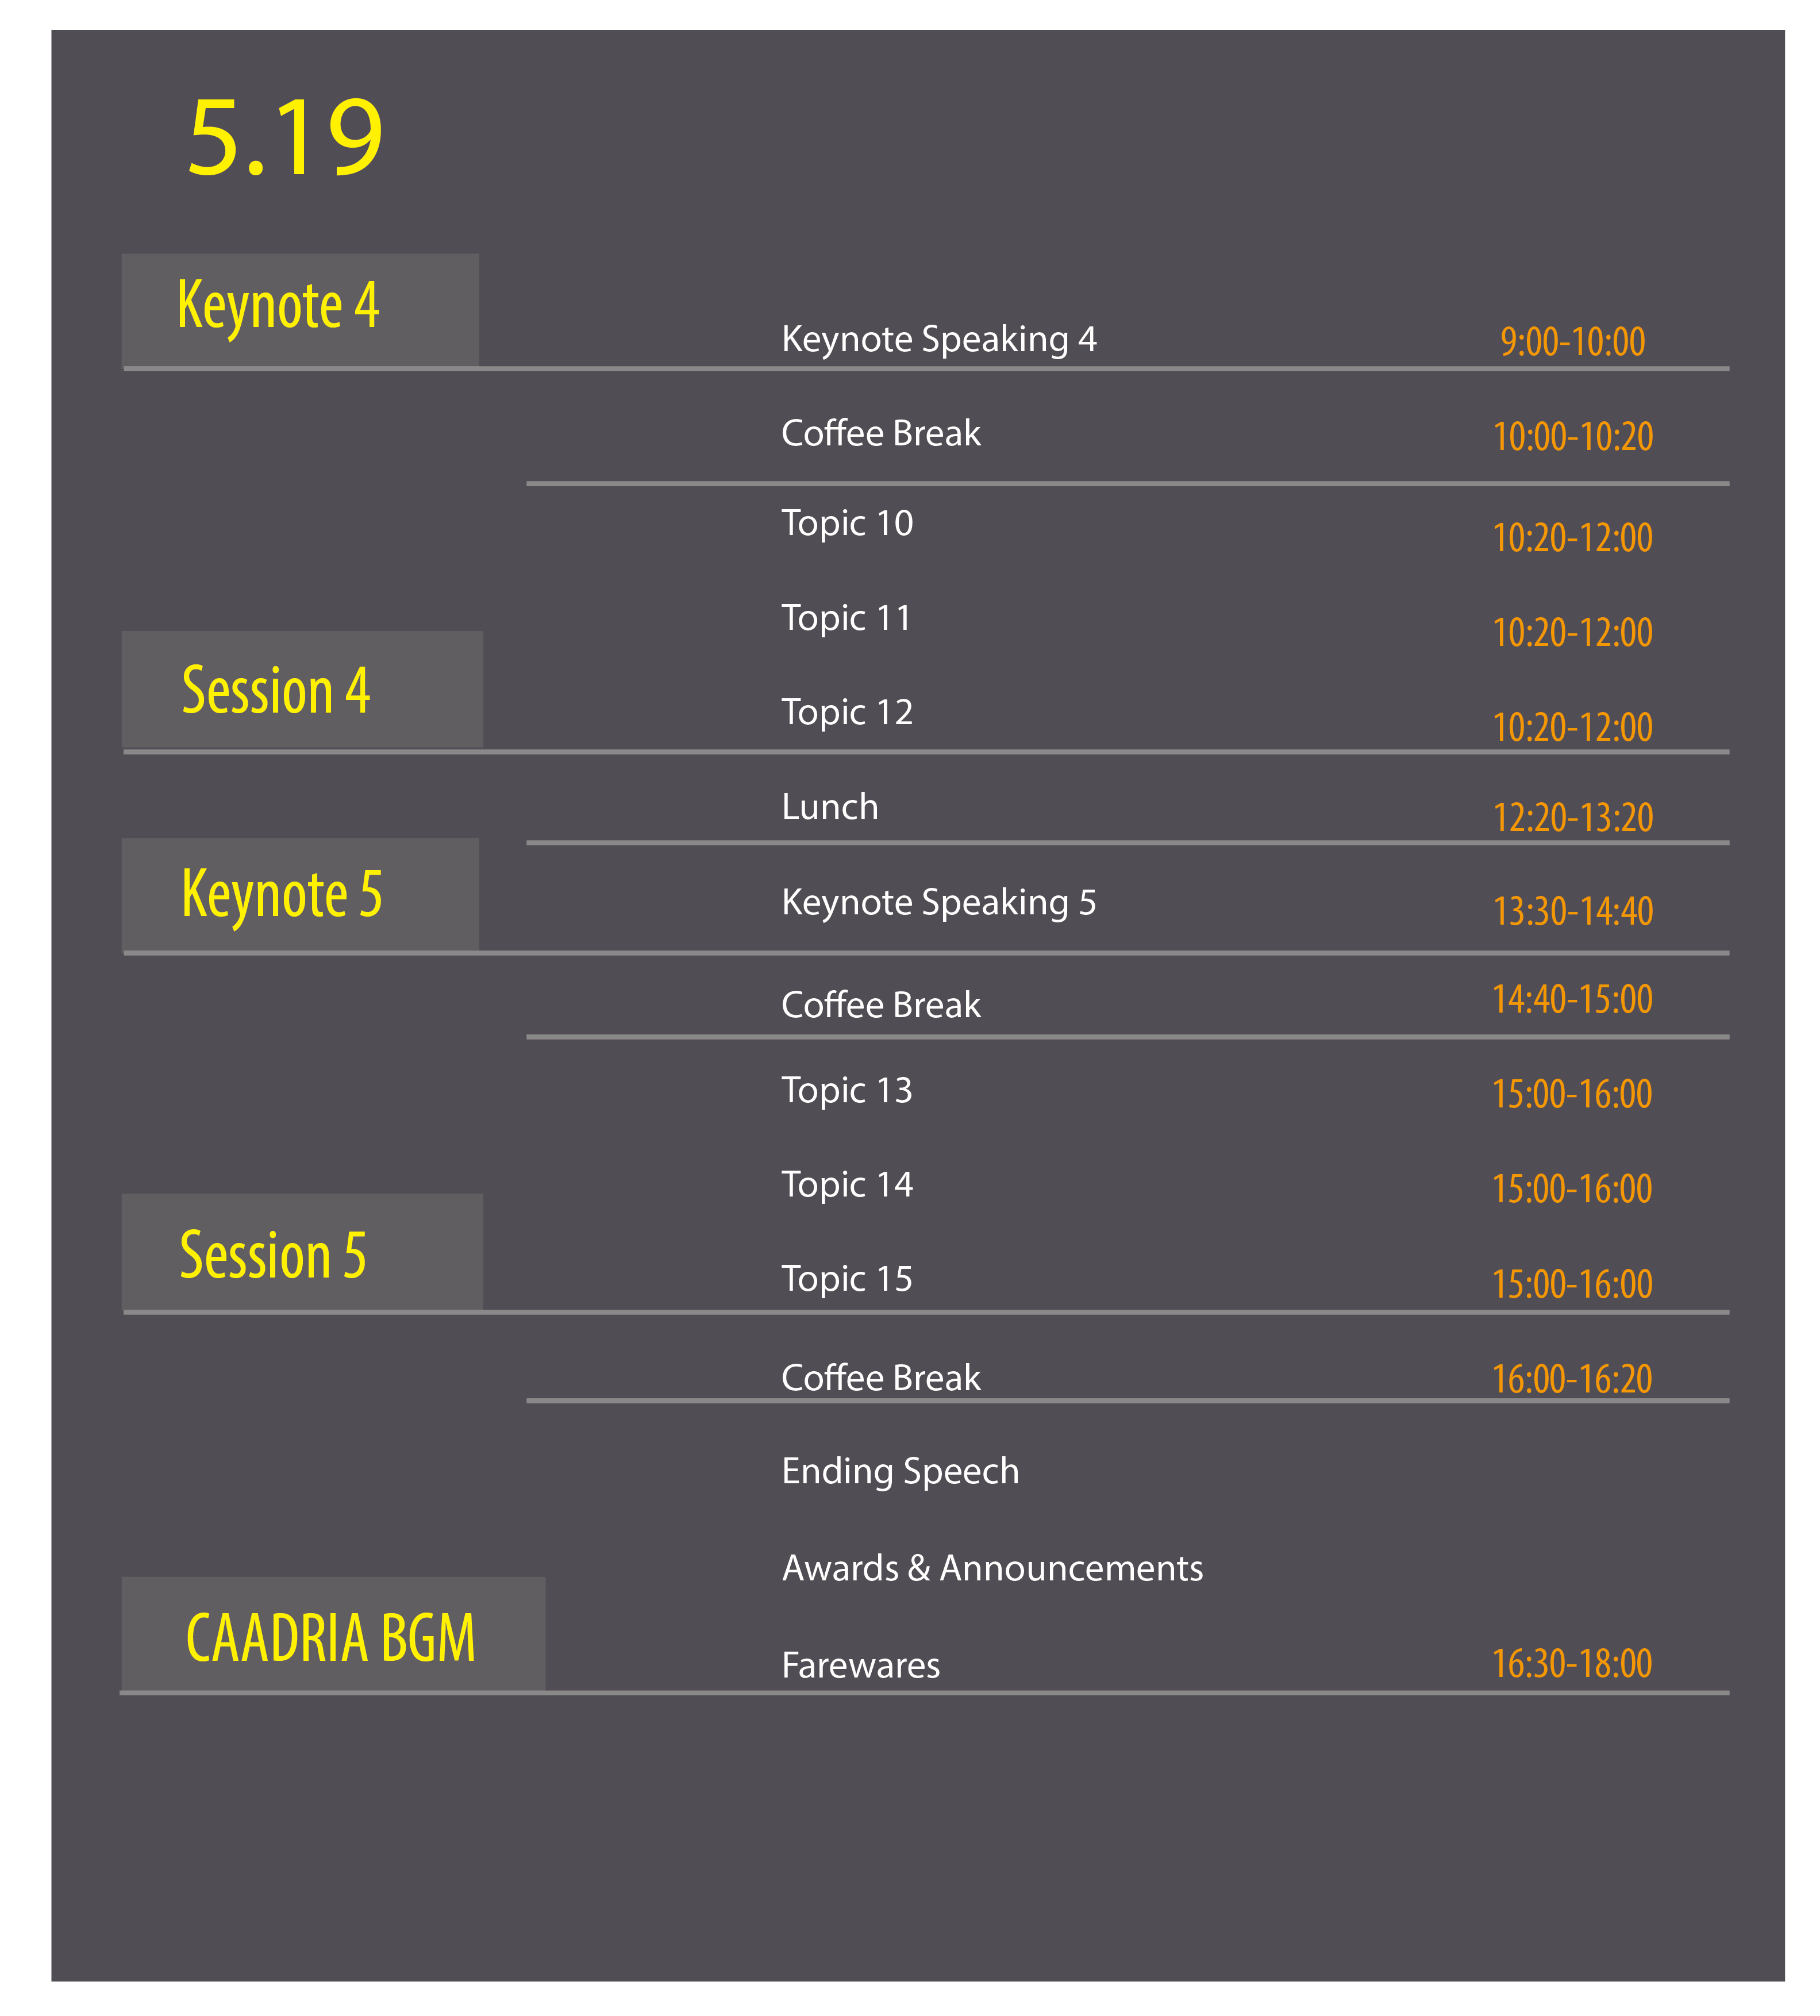 5.19
Keynote 4
Keynote Speaking 4 9:00-10:00
Coffee Break 10:00-10:20
Topic 10 10:20-12:00
Topic 11 10:20-12:00
Session 4
Topic 12 10:20-12:00
Lunch 12:20-13:20
Keynote 5
Keynote Speaking 5 13:30-14:40
Coffee Break 14:40-15:00
Topic 13 15:00-16:00
Topic 14 15:00-16:00
Session 5
Topic 15 15:00-16:00
Coffee Break 16:00-16:20
Ending Speech
Awards & Announcements
CAADRIA BGM
Farewares 16:30-18:00